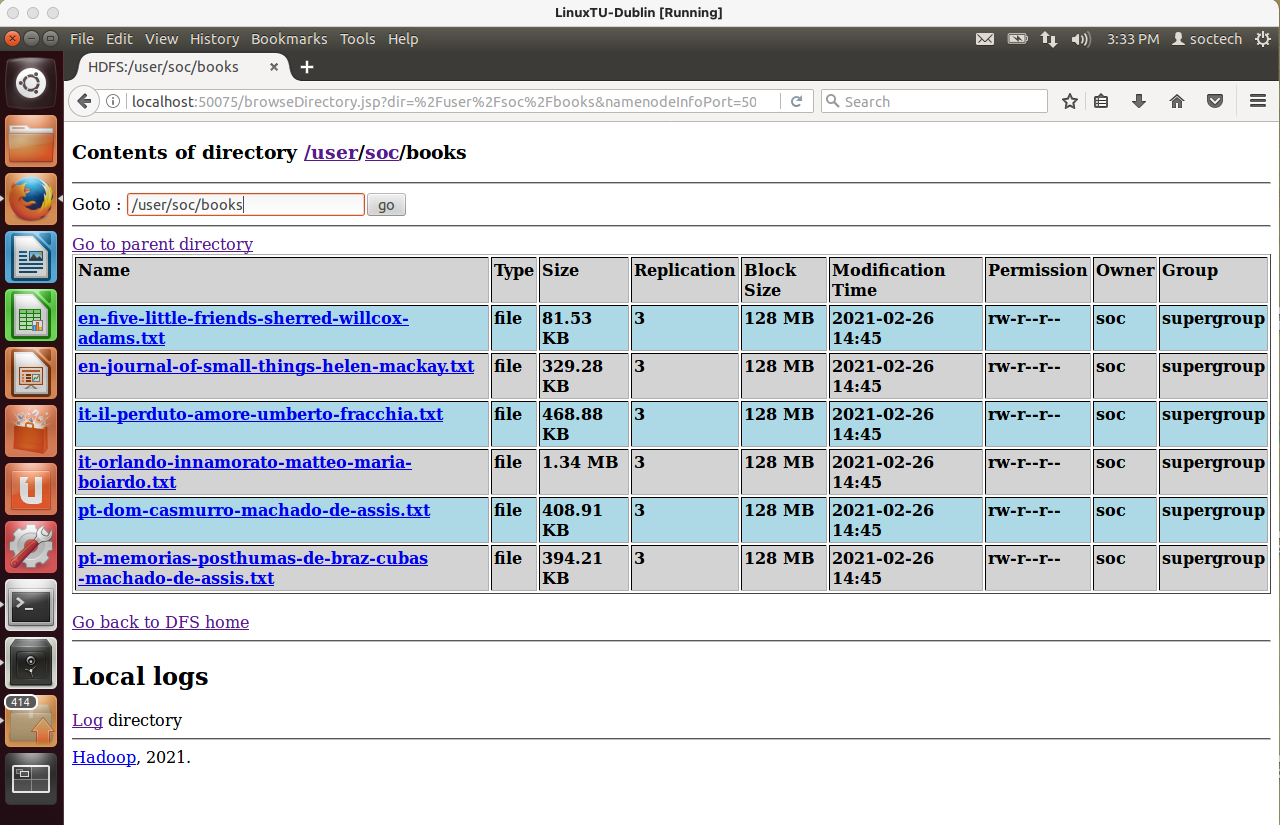 LinuxTU-Dublin [Running]
File Edit View History Bookmarks Tools Help 3:33 PM soctech
HDFS:/user/soc/books
localhost:50075/browseDirectory.jsp?dir=%2Fuser%2Fsoc%2Fbooks&namenodeInfoPort=50 Search
Contents of directory /user/soc/books
Goto : /user/soc/books go
Go to parent directory
Name Type Size Replication Block Size Modification Time Permission Owner Group
en-five-little-friends-sherred-willcox-adams.txt file 81.53 KB 3 128 MB 2021-02-26 14:45 rw-r--r-- soc supergroup
en-journal-of-small-things-helen-mackay.txt file 329.28 KB 3 128 MB 2021-02-26 14:45 rw-r--r-- soc supergroup
it-il-perduto-amore-umberto-fracchia.txt file 468.88 KB 3 128 MB 2021-02-26 14:45 rw-r--r-- soc supergroup
it-orlando-innamorato-matteo-maria-boiardo.txt file 1.34 MB 3 128 MB 2021-02-26 14:45 rw-r--r-- soc supergroup
pt-dom-casmurro-machado-de-assis.txt file 408.91 KB 3 128 MB 2021-02-26 14:45 rw-r--r-- soc supergroup
pt-memorias-posthumas-de-braz-cubas-machado-de-assis.txt file 394.21 KB 3 128 MB 2021-02-26 14:45 rw-r--r-- soc supergroup
Go back to DFS home
Local logs
414
Log directory
Hadoop, 2021.